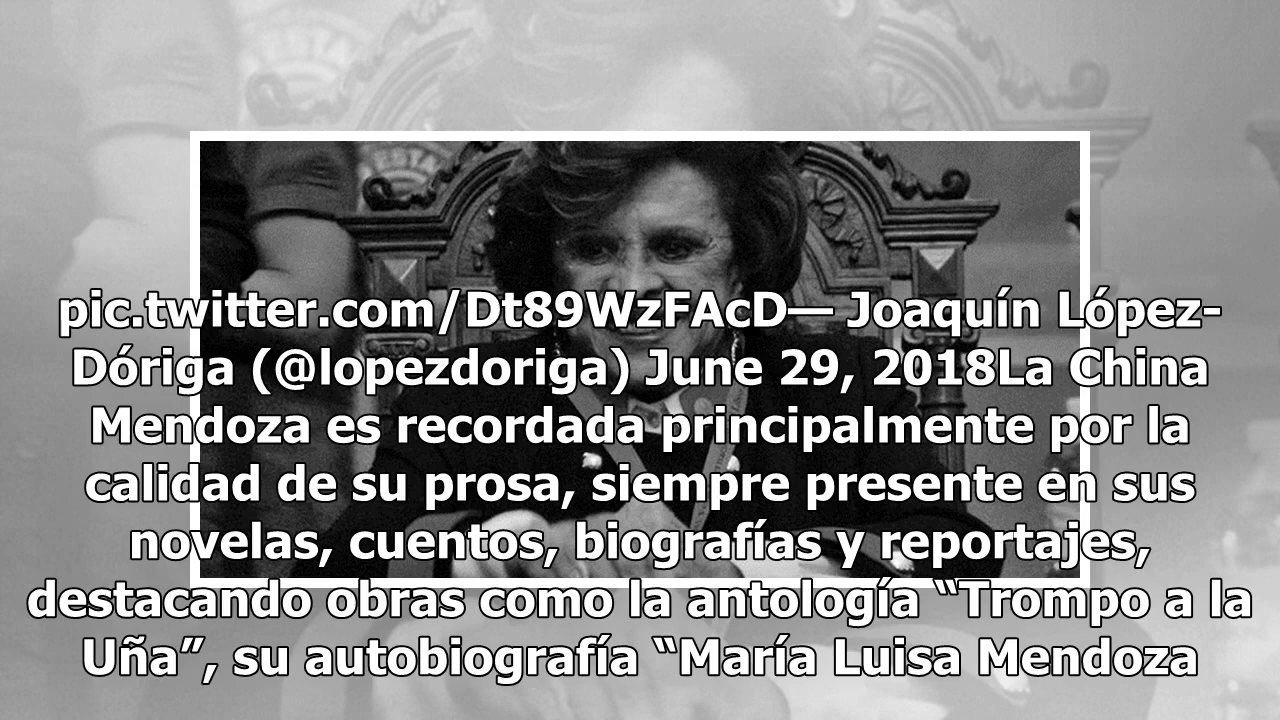 pic.twitter.com/Dt89WzFAcD— Joaquín López-
Dóriga (@lopezdoriga) June 29, 2018La China
Mendoza es recordada principalmente por la
calidad de su prosa, siempre presente en sus
novelas, cuentos, biografías y reportajes,
destacando obras como la antología “Trompo a la
Uña”, su autobiografía “María Luisa Mendoza